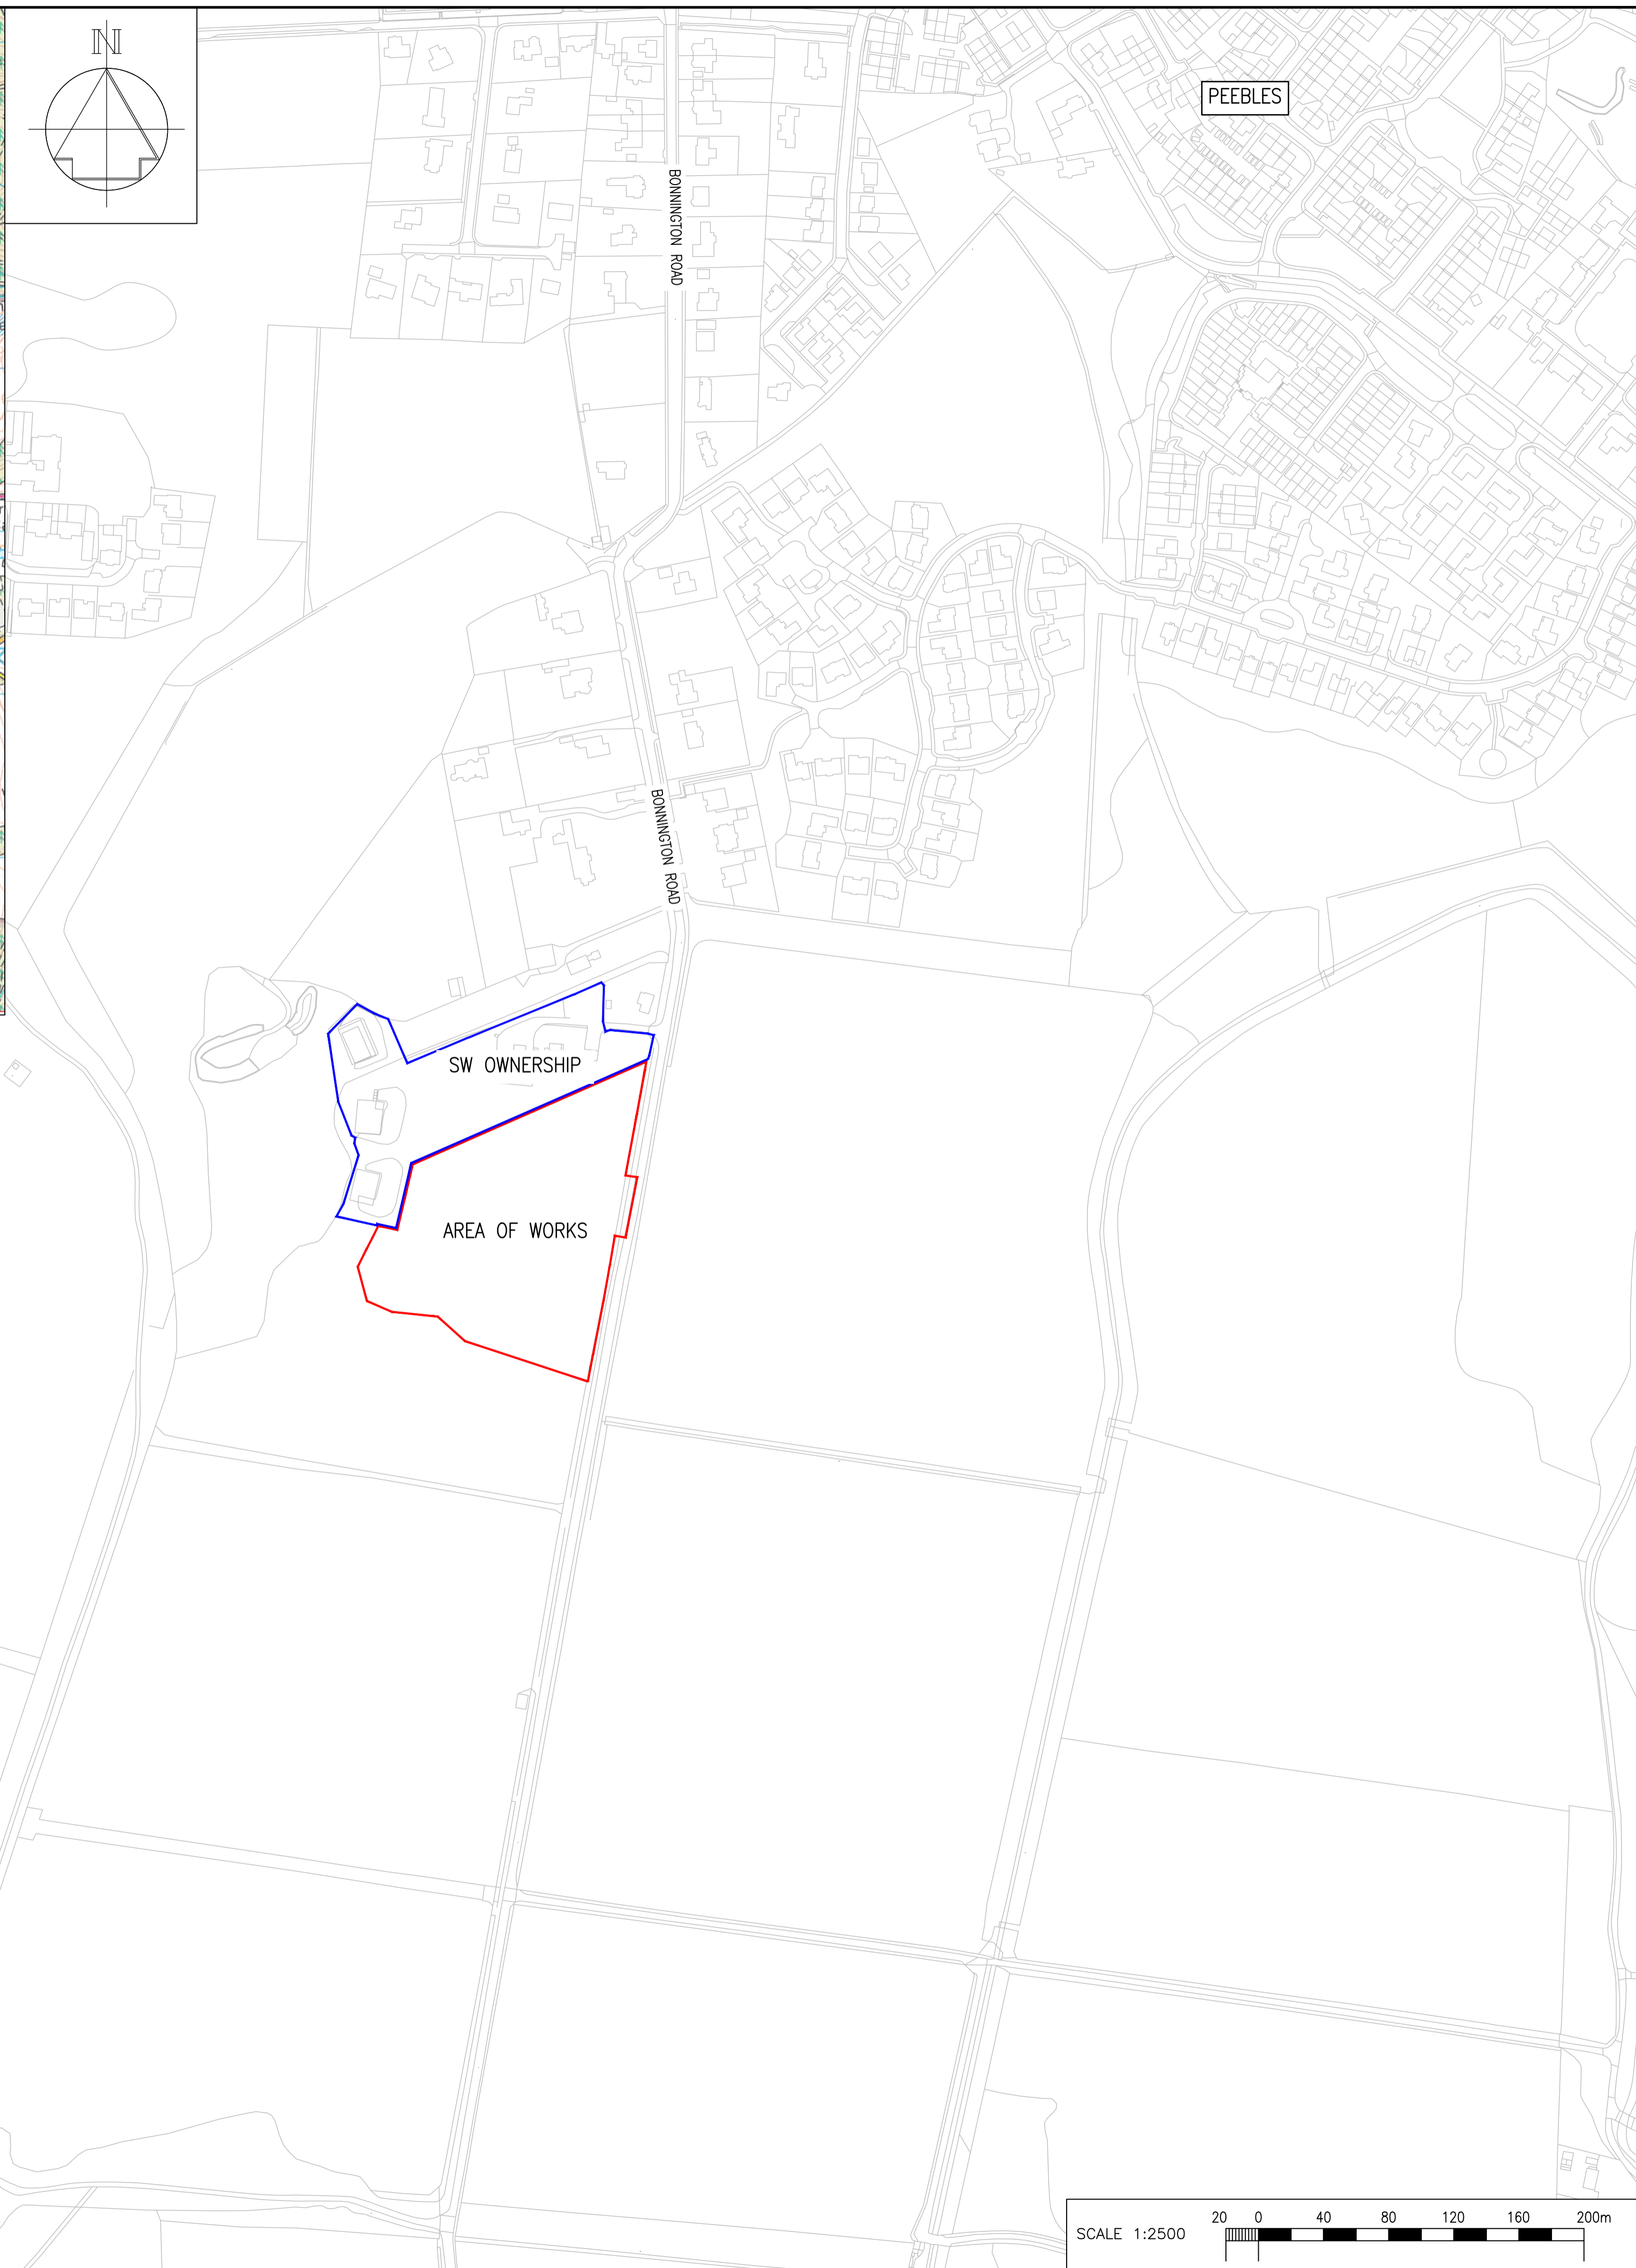 N
PEEBLES
BONNINGTON ROAD
BONNINGTON ROAD
SW OWNERSHIP
AREA OF WORKS
SCALE 1:2500
20 0 40 80 120 160 200m